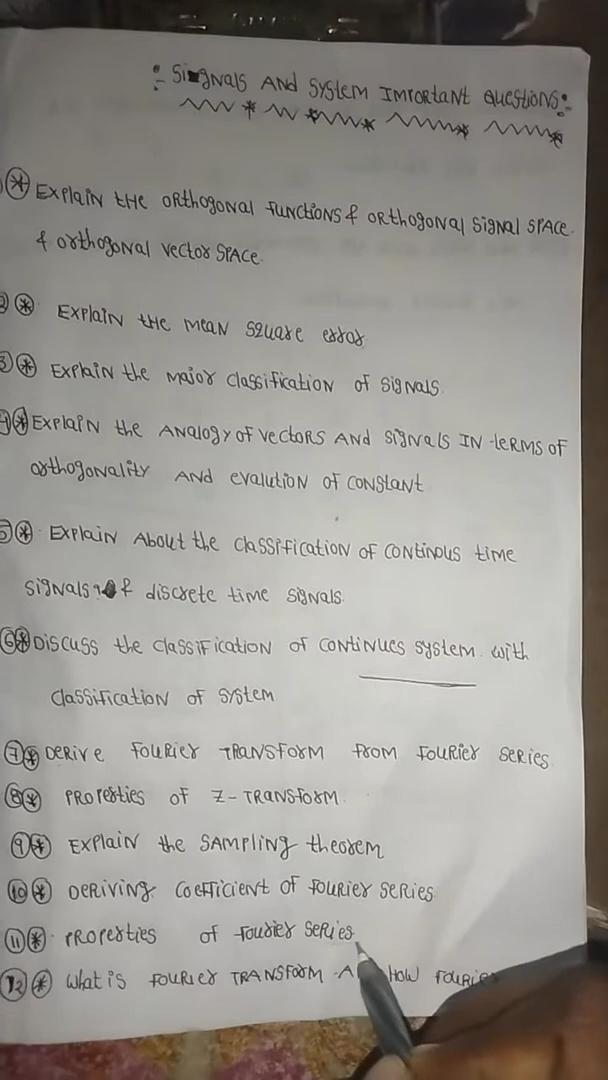 :- Signals AND System Imrortant Questions:-
1) * Explain the orthogonal functions & orthogonal signal space.
& orthogonal vector space.
2) * Explain the mean square error
3) * Explain the major classification of signals.
4) * Explain the Analogy of vectors And signals In terms of
orthogonality And evalution of constant
5) * Explain About the classification of continous time
signals & discrete time signals.
6) * Discuss the classification of continues system with
classification of system
7) * Derive Fourier Transform from Fourier series.
8) * Properties of Z-Transform.
9) * Explain the sampling theorem
10) * Deriving coefficient of fourier series.
11) * Properties of fourier series
12) * What is Fourier Transform How